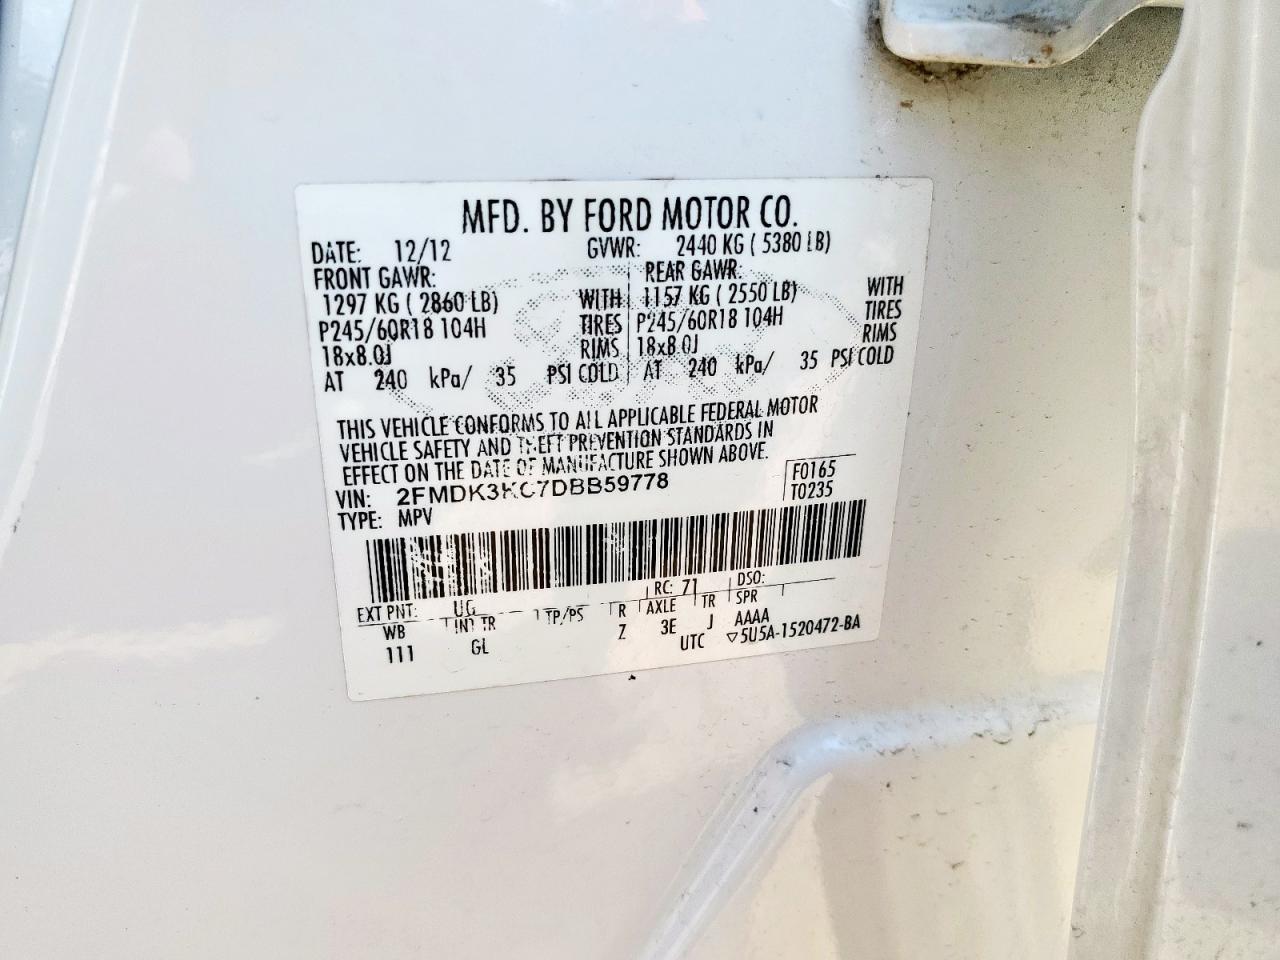 MFD. BY FORD MOTOR CO.
DATE: 12/12 GVWR: 2440 KG ( 5380 LB)
FRONT GAWR: REAR GAWR:
1297 KG ( 2860 LB) WITH 1157 KG ( 2550 LB) WITH
P245/60R18 104H TIRES P245/60R18 104H TIRES
18x8.0J RIMS 18x8.0J RIMS
AT 240 kPa/ 35 PSI COLD AT 240 kPa/ 35 PSI COLD
THIS VEHICLE CONFORMS TO ALL APPLICABLE FEDERAL MOTOR
VEHICLE SAFETY AND THEFT PREVENTION STANDARDS IN
EFFECT ON THE DATE OF MANUFACTURE SHOWN ABOVE.
VIN: 2FMDK3KC7DBB59778 F0165
TYPE: MPV T0235
EXT PNT: UG RC: 71 DSO:
WB INT TR TP/PS R AXLE TR SPR
111 GL Z 3E J AAAA
UTC ▽5U5A-1520472-BA